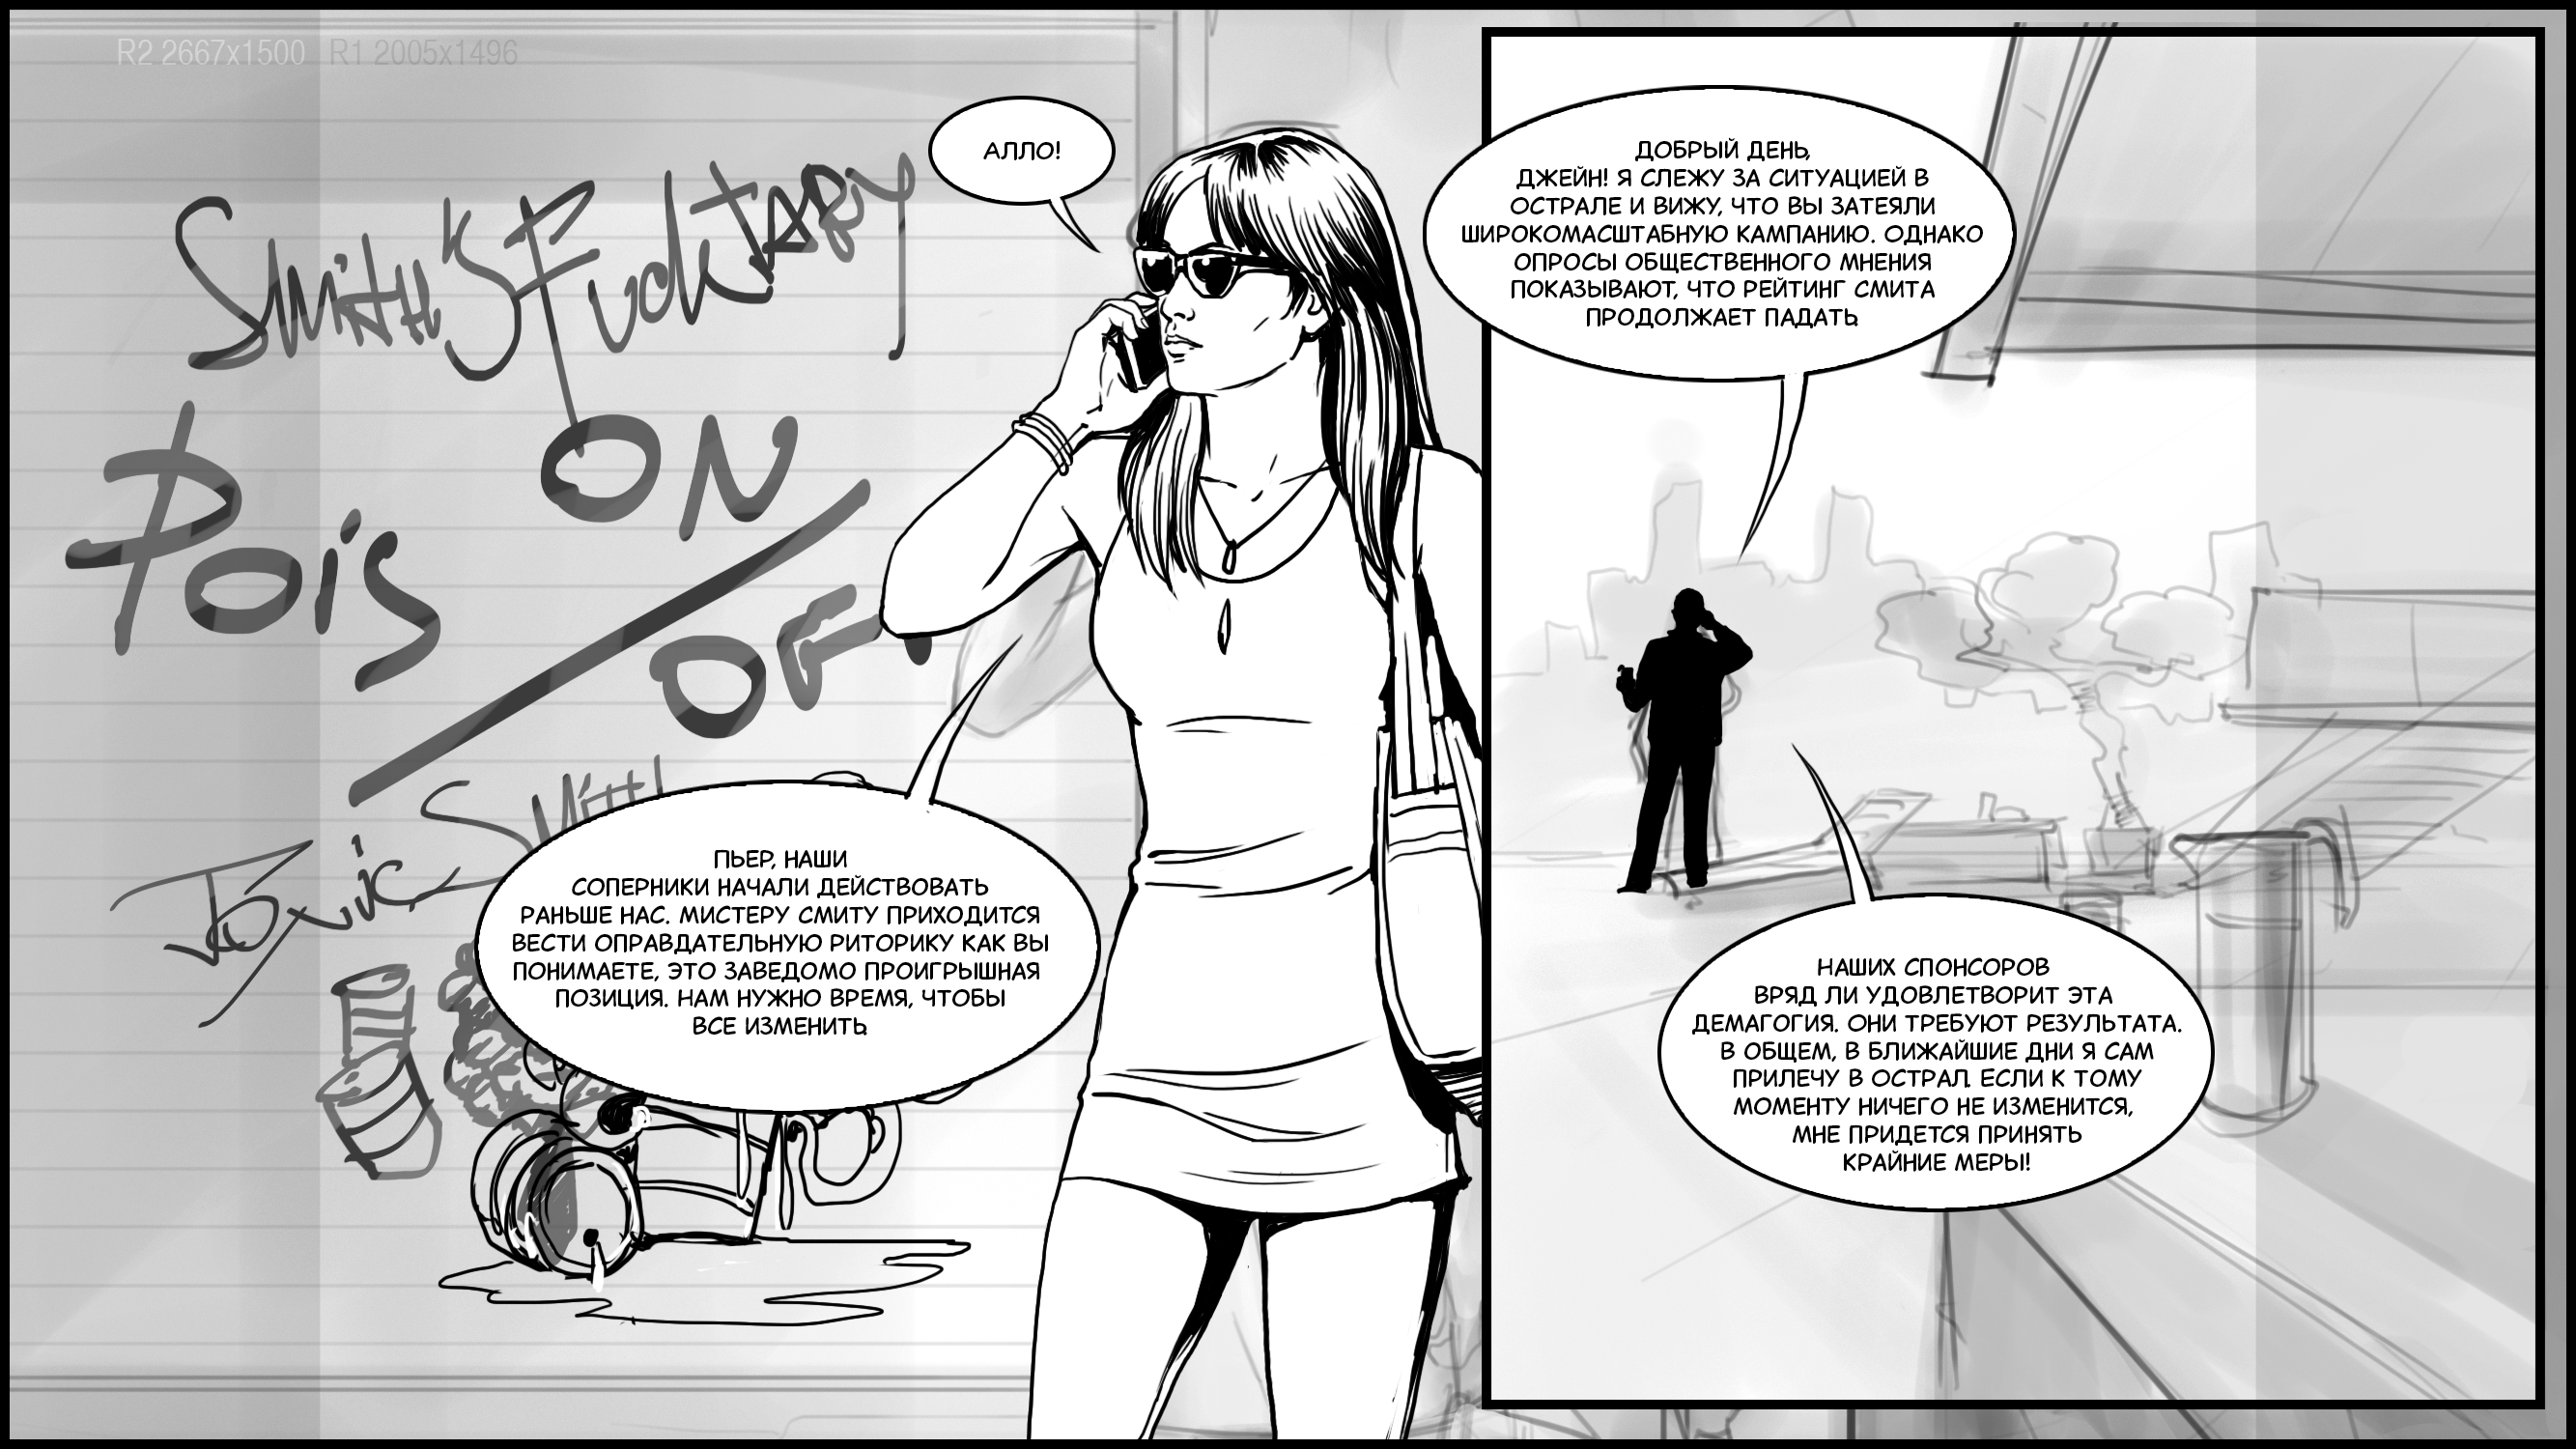 R2 2667x1500 R1 2005x1496
АЛЛО!
ДОБРЫЙ ДЕНЬ,
ДЖЕЙН! Я СЛЕЖУ ЗА СИТУАЦИЕЙ В
ОСТРАЛЕ И ВИЖУ, ЧТО ВЫ ЗАТЕЯЛИ
ШИРОКОМАСШТАБНУЮ КАМПАНИЮ. ОДНАКО
ОПРОСЫ ОБЩЕСТВЕННОГО МНЕНИЯ
ПОКАЗЫВАЮТ, ЧТО РЕЙТИНГ СМИТА
ПРОДОЛЖАЕТ ПАДАТЬ.
Smith's
ON
Pois
OF
Toxic Smith
ПЬЕР, НАШИ
СОПЕРНИКИ НАЧАЛИ ДЕЙСТВОВАТЬ
РАНЬШЕ НАС. МИСТЕРУ СМИТУ ПРИХОДИТСЯ
ВЕСТИ ОПРАВДАТЕЛЬНУЮ РИТОРИКУ КАК ВЫ
ПОНИМАЕТЕ, ЭТО ЗАВЕДОМО ПРОИГРЫШНАЯ
ПОЗИЦИЯ. НАМ НУЖНО ВРЕМЯ, ЧТОБЫ
ВСЕ ИЗМЕНИТЬ.
НАШИХ СПОНСОРОВ
ВРЯД ЛИ УДОВЛЕТВОРИТ ЭТА
ДЕМАГОГИЯ. ОНИ ТРЕБУЮТ РЕЗУЛЬТАТА.
В ОБЩЕМ, В БЛИЖАЙШИЕ ДНИ Я САМ
ПРИЛЕЧУ В ОСТРАЛ. ЕСЛИ К ТОМУ
МОМЕНТУ НИЧЕГО НЕ ИЗМЕНИТСЯ,
МНЕ ПРИДЕТСЯ ПРИНЯТЬ
КРАЙНИЕ МЕРЫ!